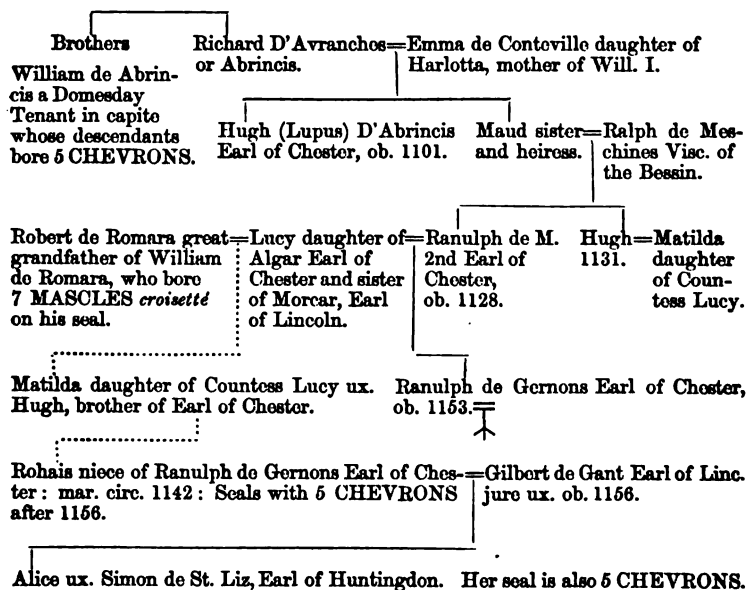 Brothers
Richard D'Avranches=Emma de Conteville daughter of
or Abrincis.
Harlotta, mother of Will. I.
William de Abrin-
cis a Domesday
Tenant in capite
whose descendants
bore 5 CHEVRONS.
Hugh (Lupus) D'Abrincis
Earl of Chester, ob. 1101.
Maud sister=Ralph de Mes-
and heiress.
chines Visc. of
the Bessin.
Robert de Romara great=Lucy daughter of=Ranulph de M.
grandfather of William
de Romara, who bore
7 MASCLES croisetté
on his seal.
Algar Earl of
Chester and sister
of Morcar, Earl
of Lincoln.
2nd Earl of
Chester,
ob. 1128.
Hugh=Matilda
1131.
daughter
of Coun-
tess Lucy.
Matilda daughter of Countess Lucy ux.
Hugh, brother of Earl of Chester.
Ranulph de Gernons Earl of Chester,
ob. 1153.=
Rohais niece of Ranulph de Gernons Earl of Ches-=Gilbert de Gant Earl of Linc.
ter: mar. circ. 1142: Seals with 5 CHEVRONS
after 1156.
jure ux. ob. 1156.
Alice ux. Simon de St. Liz, Earl of Huntingdon. Her seal is also 5 CHEVRONS.